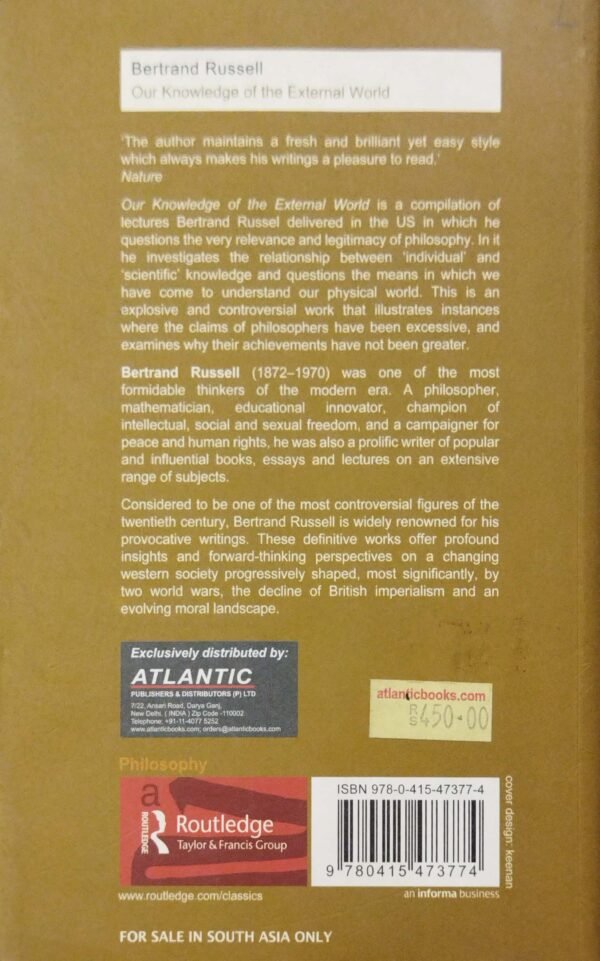 Bertrand Russell
Our Knowledge of the External World
'The author maintains a fresh and brilliant yet easy style
which always makes his writings a pleasure to read.'
Nature
Our Knowledge of the External World is a compilation of
lectures Bertrand Russel delivered in the US in which he
questions the very relevance and legitimacy of philosophy. In it
he investigates the relationship between 'individual' and
'scientific' knowledge and questions the means in which we
have come to understand our physical world. This is an
explosive and controversial work that illustrates instances
where the claims of philosophers have been excessive, and
examines why their achievements have not been greater.
Bertrand Russell (1872–1970) was one of the most
formidable thinkers of the modern era. A philosopher,
mathematician, educational innovator, champion of
intellectual, social and sexual freedom, and a campaigner for
peace and human rights, he was also a prolific writer of popular
and influential books, essays and lectures on an extensive
range of subjects.
Considered to be one of the most controversial figures of the
twentieth century, Bertrand Russell is widely renowned for his
provocative writings. These definitive works offer profound
insights and forward-thinking perspectives on a changing
western society progressively shaped, most significantly, by
two world wars, the decline of British imperialism and an
evolving moral landscape.
Exclusively distributed by:
ATLANTIC
PUBLISHERS & DISTRIBUTORS (P) LTD
7/22, Ansari Road, Darya Ganj,
New Delhi, ( INDIA ) Zip Code -110002
Telephone: +91-11-4077 5252
www.atlanticbooks.com; orders@atlanticbooks.com
atlanticbooks.com
RS450.00
Philosophy
a
ROUTLEDGE
Routledge
Taylor & Francis Group
ISBN 978-0-415-47377-4
9 780415 473774
cover design: keenan
www.routledge.com/classics
an informa business
FOR SALE IN SOUTH ASIA ONLY